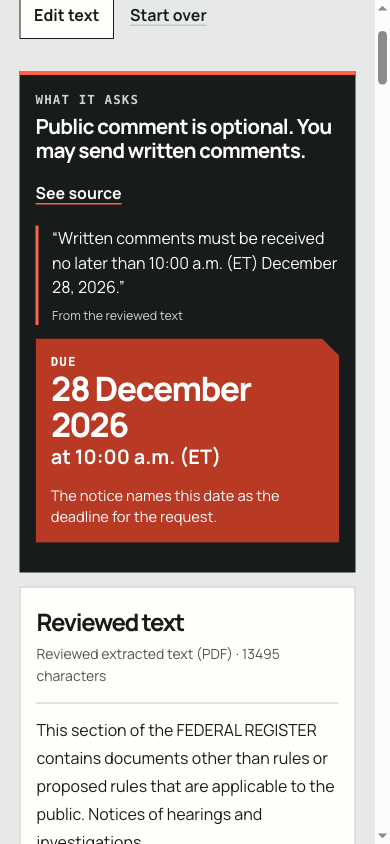 Edit text
Start over
WHAT IT ASKS
Public comment is optional. You
may send written comments.
See source
“Written comments must be received
no later than 10:00 a.m. (ET) December
28, 2026.”
From the reviewed text
DUE
28 December
2026
at 10:00 a.m. (ET)
The notice names this date as the
deadline for the request.
Reviewed text
Reviewed extracted text (PDF) · 13495
characters
This section of the FEDERAL REGISTER
contains documents other than rules or
proposed rules that are applicable to the
public. Notices of hearings and
investigations,